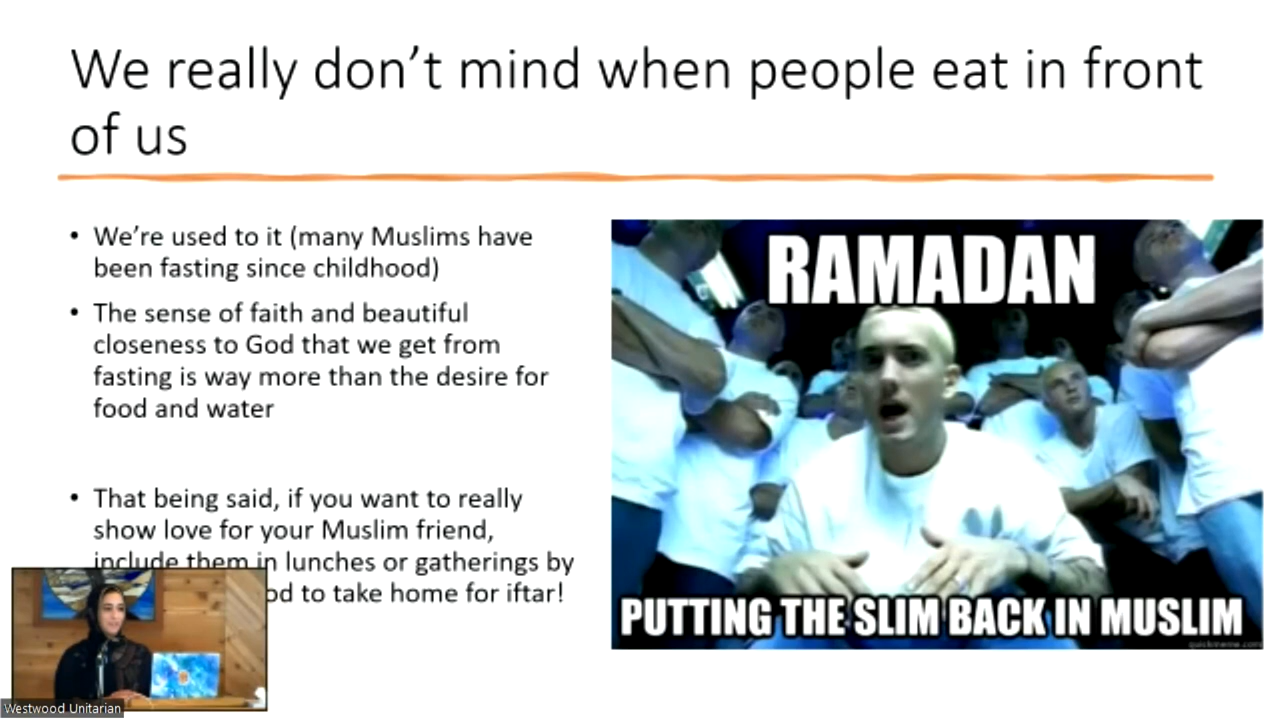 We really don’t mind when people eat in front
of us
• We’re used to it (many Muslims have
been fasting since childhood)
• The sense of faith and beautiful
closeness to God that we get from
fasting is way more than the desire for
food and water
• That being said, if you want to really
show love for your Muslim friend,
include them in lunches or gatherings by
to take home for iftar!
RAMADAN
PUTTING THE SLIM BACK IN MUSLIM
quickmeme.com
Westwood Unitarian